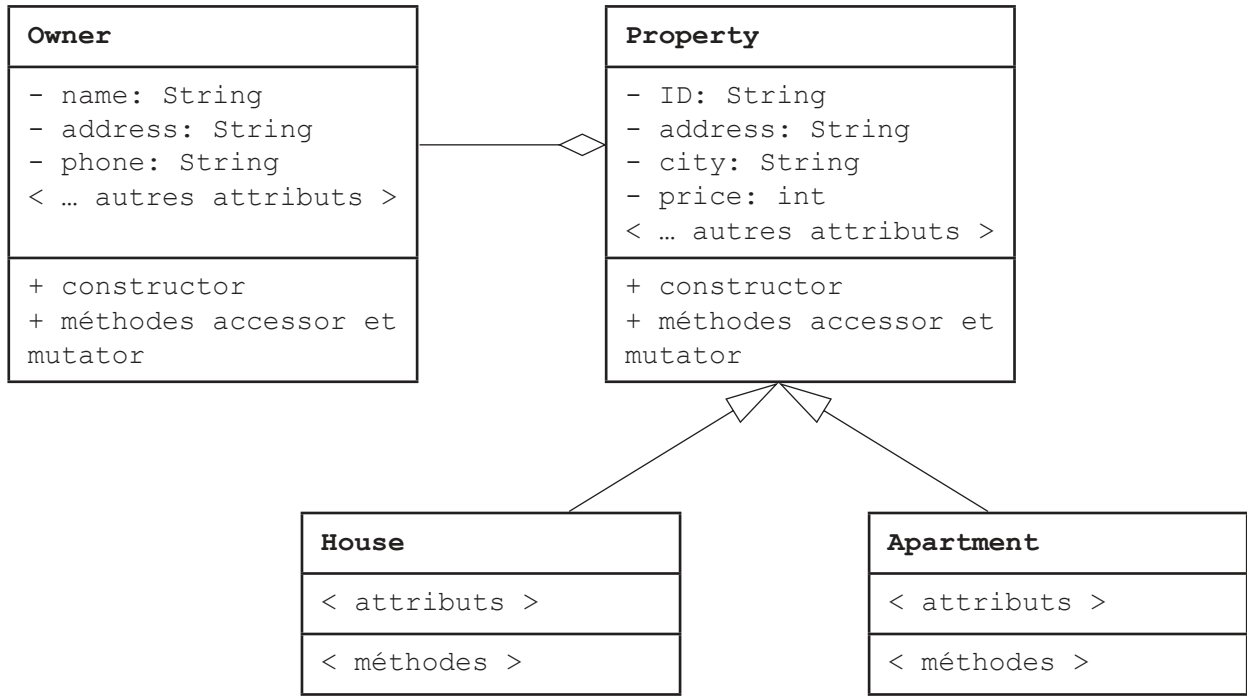 Owner
- name: String
- address: String
- phone: String
< … autres attributs >
+ constructor
+ méthodes accessor et
mutator
Property
- ID: String
- address: String
- city: String
- price: int
< … autres attributs >
+ constructor
+ méthodes accessor et
mutator
House
< attributs >
< méthodes >
Apartment
< attributs >
< méthodes >